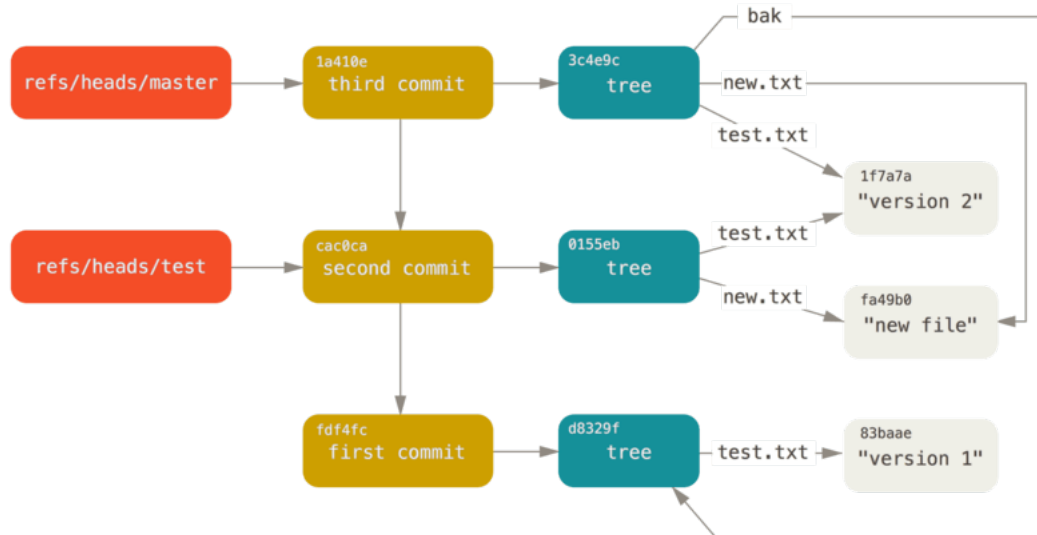 bak
1a410e
3c4e9c
refs/heads/master
third commit
tree
new.txt
test.txt
1f7a7a
"version 2"
cac0ca
0155eb
test.txt
refs/heads/test
second commit
tree
new.txt
fa49b0
"new file"
fdf4fc
d8329f
83baae
first commit
tree
test.txt
"version 1"